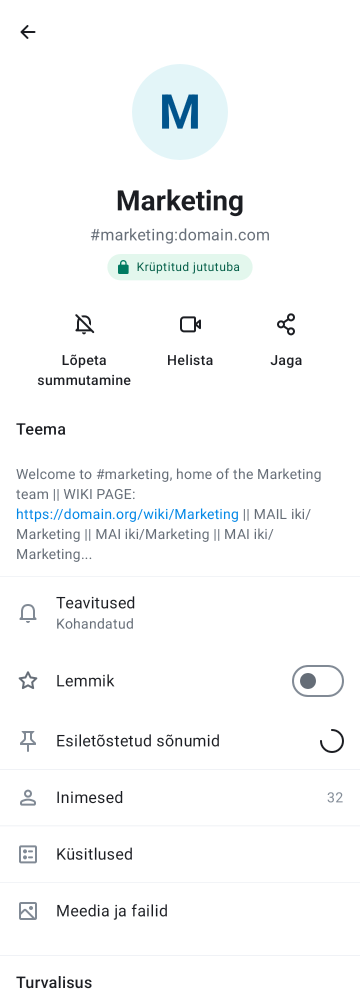 M
Marketing
#marketing:domain.com
Krüptitud jututuba
Lõpeta
summutamine
Helista
Jaga
Teema
Welcome to #marketing, home of the Marketing
team || WIKI PAGE:
https://domain.org/wiki/Marketing || MAIL iki/
Marketing || MAI iki/Marketing || MAI iki/
Marketing...
Teavitused
Kohandatud
Lemmik
Esiletõstetud sõnumid
Inimesed 32
Küsitlused
Meedia ja failid
Turvalisus